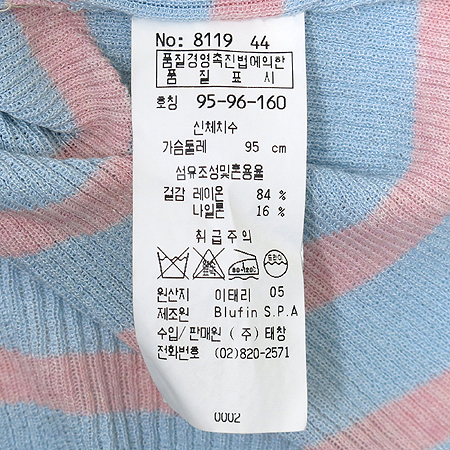 No: 8119 44
품질경영촉진법에의한
품 질 표 시
호칭 95-96-160
신체치수
가슴둘레 95 cm
섬유조성및혼용율
겉감 레이온 84 %
나일론 16 %
취급주의
80-120℃
원산지 이태리 05
제조원 Blufin S.P.A
수입/판매원 (주)태창
전화번호 (02)820-2571
0002